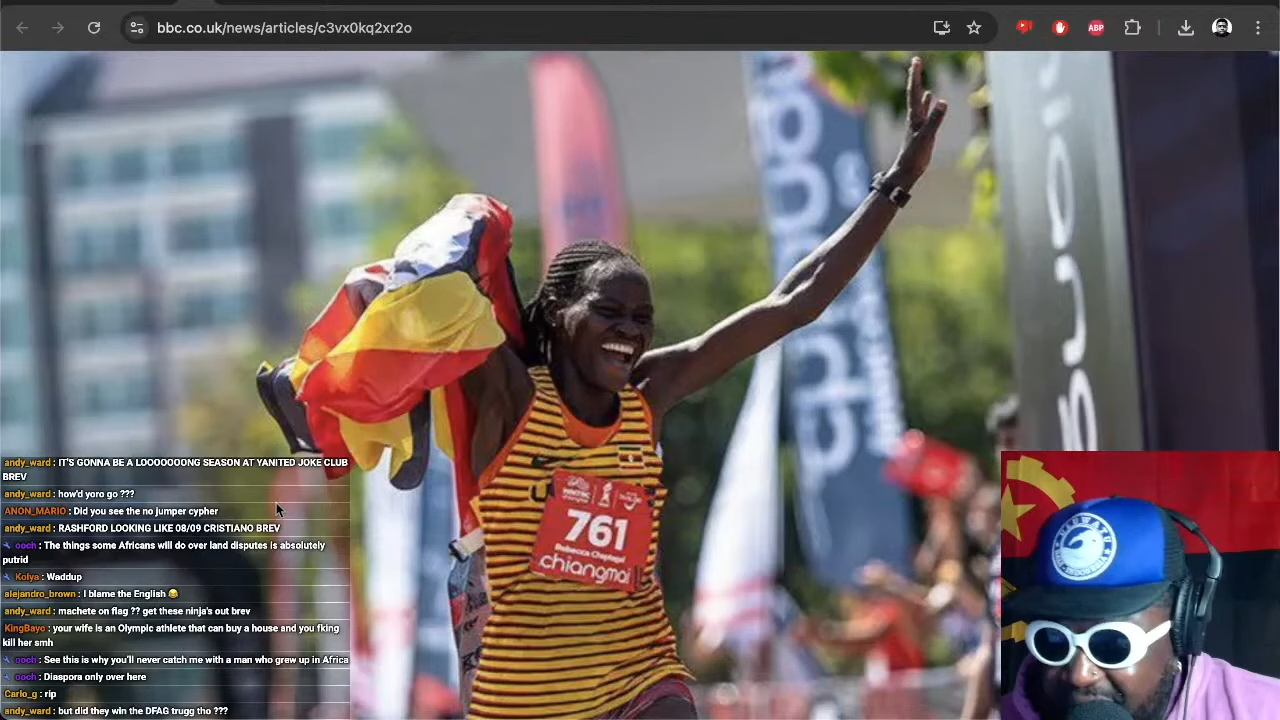 bbc.co.uk/news/articles/c3vx0kq2xr2o
ABP
andy_ward : IT'S GONNA BE A LOOOOOOONG SEASON AT YANITED JOKE CLUB
BREV
andy_ward : how'd yoro go ???
ANON_MARIO : Did you see the no jumper cypher
andy_ward : RASHFORD LOOKING LIKE 08/09 CRISTIANO BREV
ooch : The things some Africans will do over land disputes is absolutely
putrid
Kolya : Waddup
alejandro_brown : I blame the English 😂
andy_ward : machete on flag ?? get these ninja's out brev
KingBayo : your wife is an Olympic athlete that can buy a house and you fking
kill her smh
ooch : See this is why you'll never catch me with a man who grew up in Africa
ooch : Diaspora only over here
Carlo_g : rip
andy_ward : but did they win the DFAG trugg tho ???
761
Rebecca Cheptegei
chiangmai